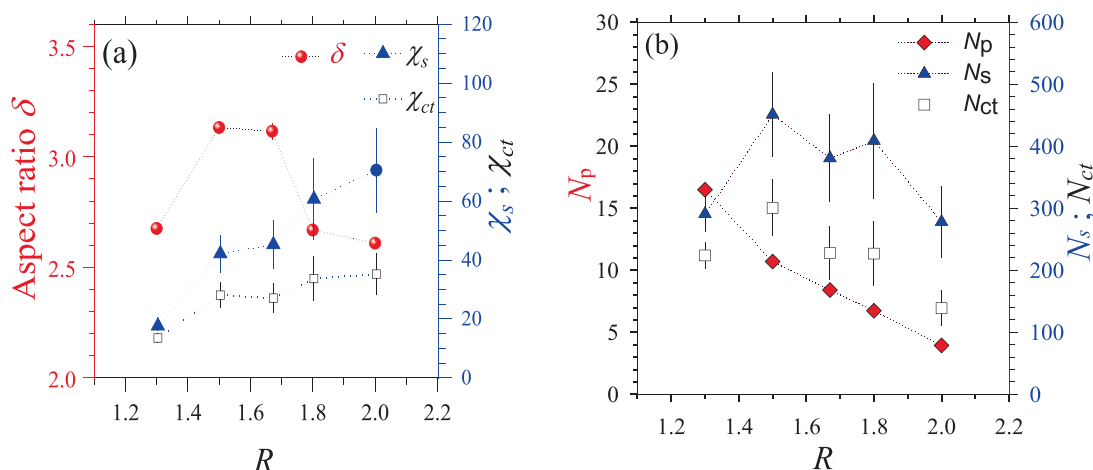 (a)
δ
χs
χct
3.5
3.0
2.5
2.0
Aspect ratio δ
120
100
80
60
40
20
0
χs ; χct
1.2 1.4 1.6 1.8 2.0 2.2
R
(b)
Np
Ns
Nct
30
25
20
15
10
5
0
Np
600
500
400
300
200
100
0
Ns ; Nct
1.2 1.4 1.6 1.8 2.0 2.2
R